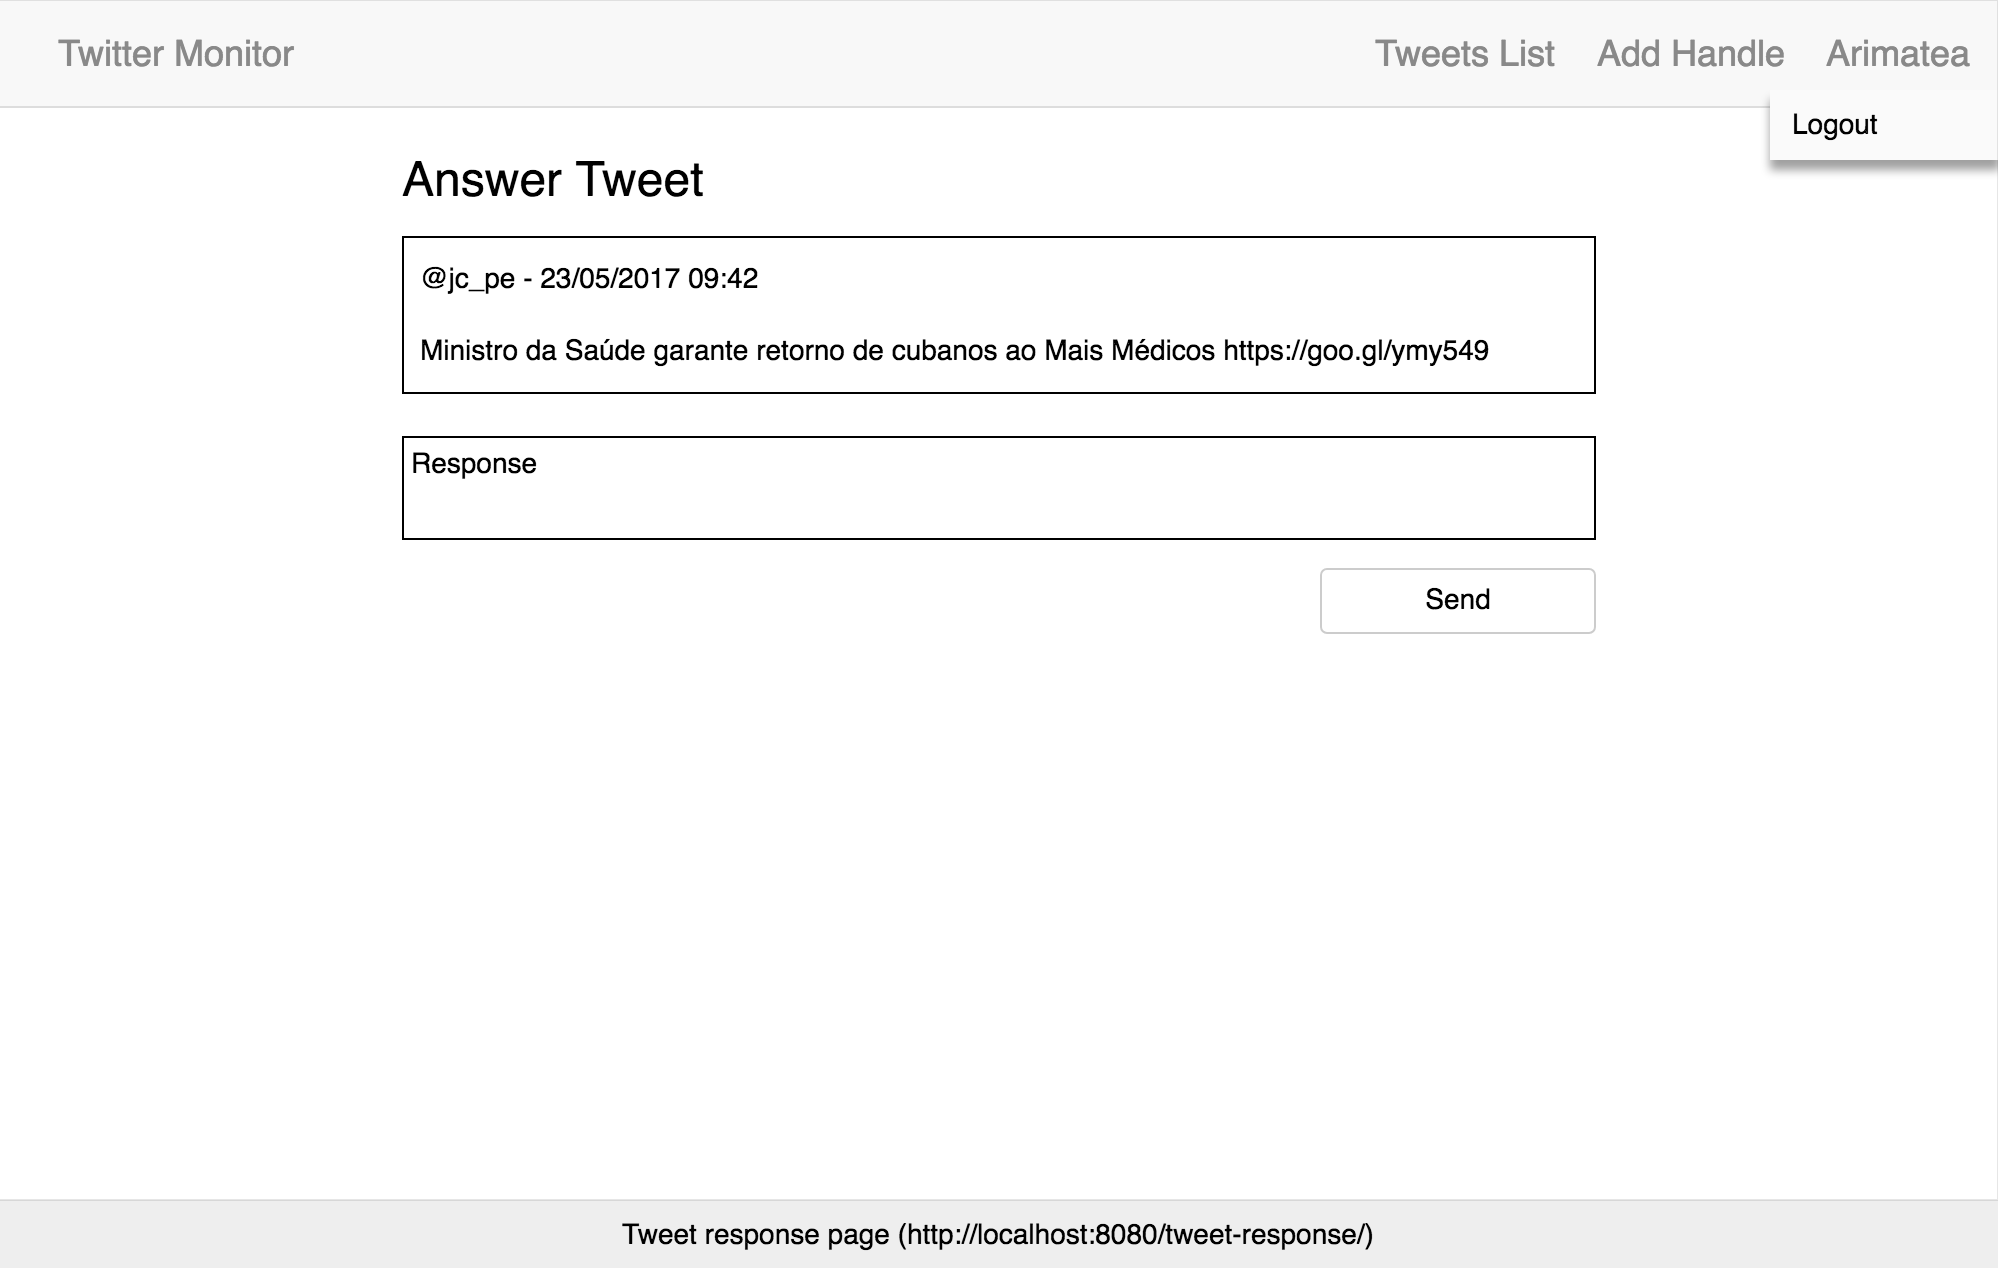 Twitter Monitor
Tweets List
Add Handle
Arimatea
Logout
Answer Tweet
@jc_pe - 23/05/2017 09:42
Ministro da Saúde garante retorno de cubanos ao Mais Médicos https://goo.gl/ymy549
Response
Send
Tweet response page (http://localhost:8080/tweet-response/)